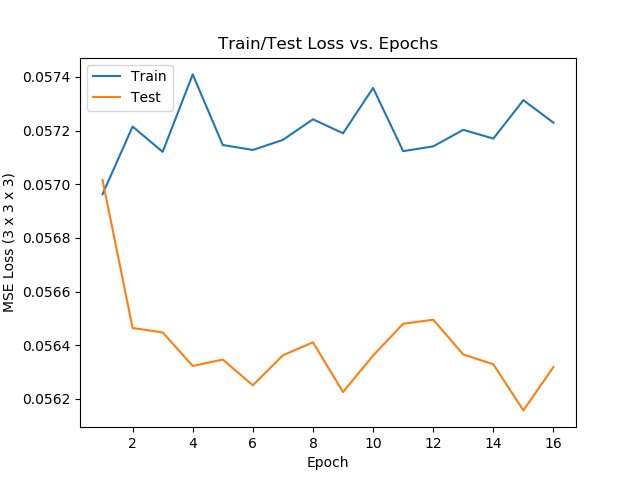 Train/Test Loss vs. Epochs
Train
Test
0.0574
0.0572
0.0570
0.0568
0.0566
0.0564
0.0562
MSE Loss (3 x 3 x 3)
2 4 6 8 10 12 14 16
Epoch